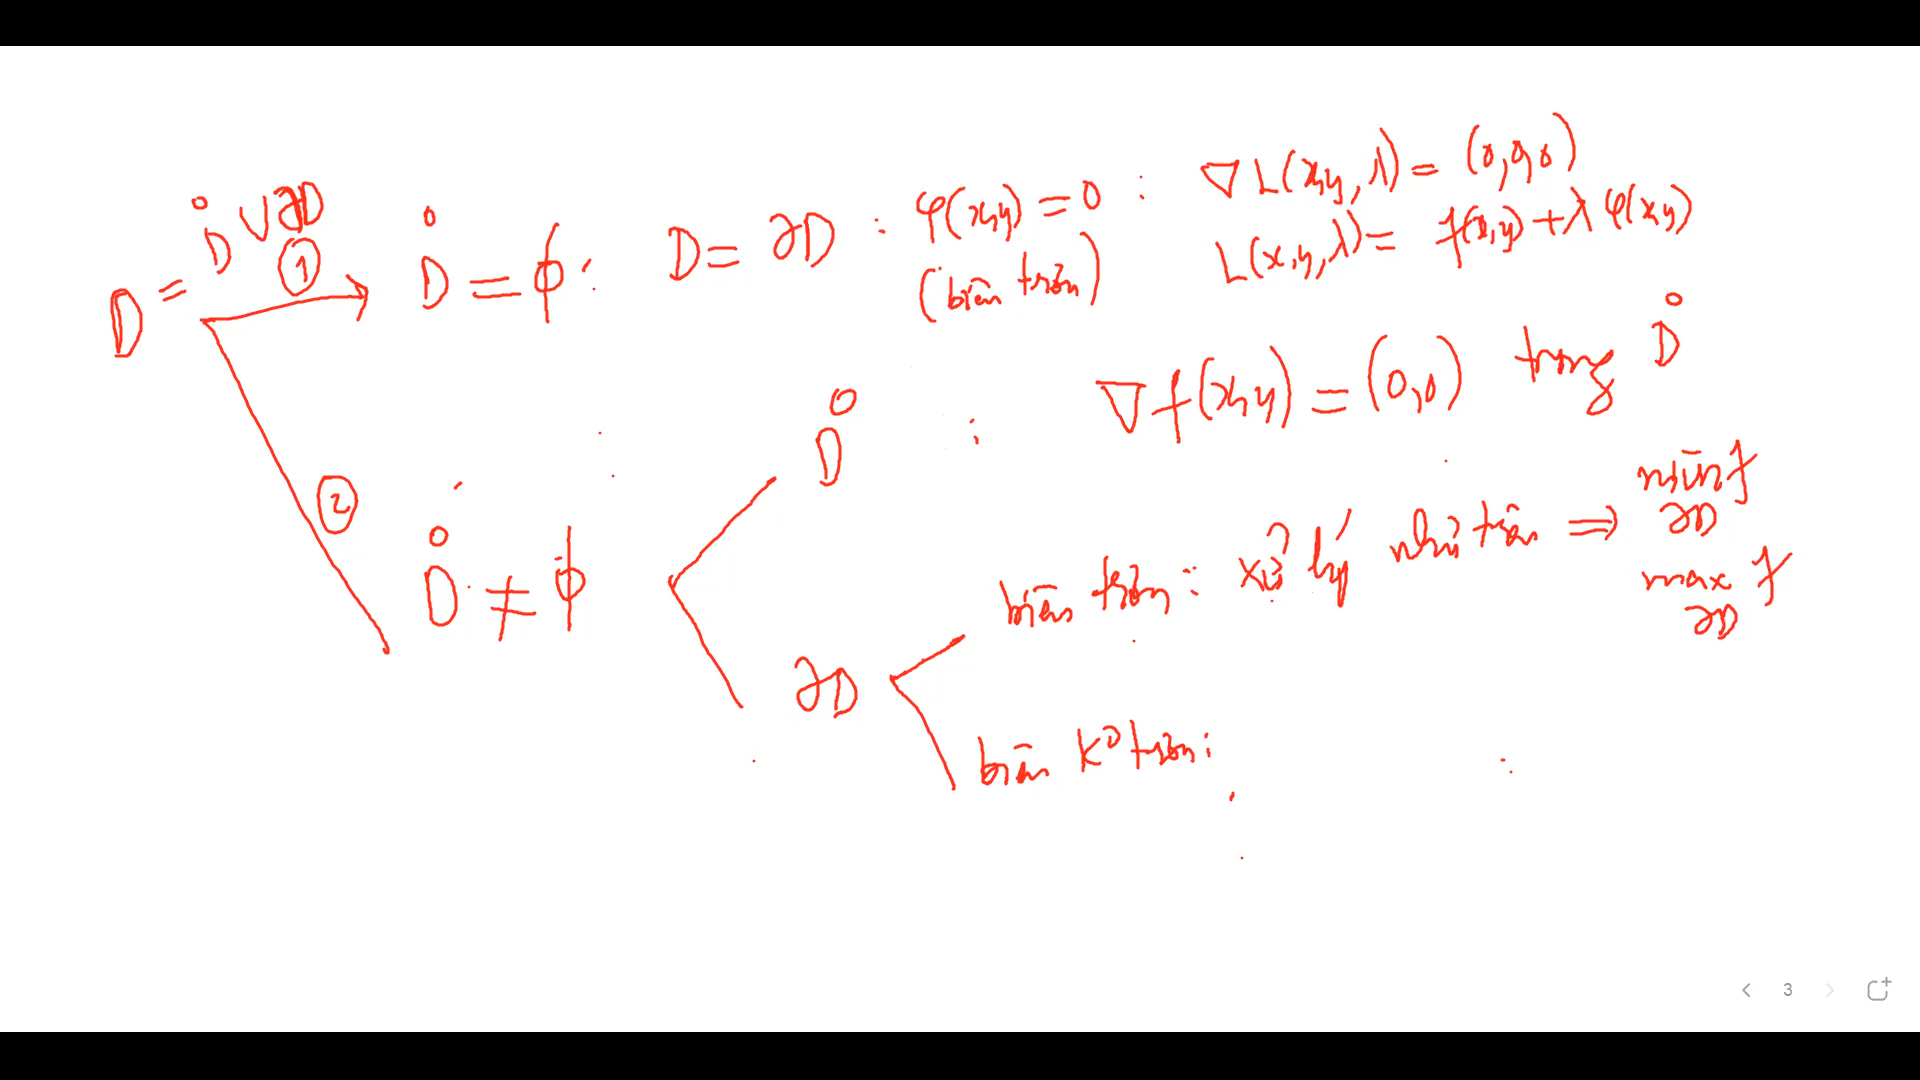 D = D̊ ∪ ∂D
① D̊ = ϕ : D = ∂D : φ(x,y) = 0 : ∇L(x,y,λ) = (0,0,0)
(biên trơn) L(x,y,λ) = f(x,y) + λφ(x,y)
② D̊ ≠ ϕ
D̊ : ∇f(x,y) = (0,0) trong D̊
∂D
biên trơn : xử lý như trên ⇒ min f
∂D
max f
∂D
biên k⁰ trơn :
3